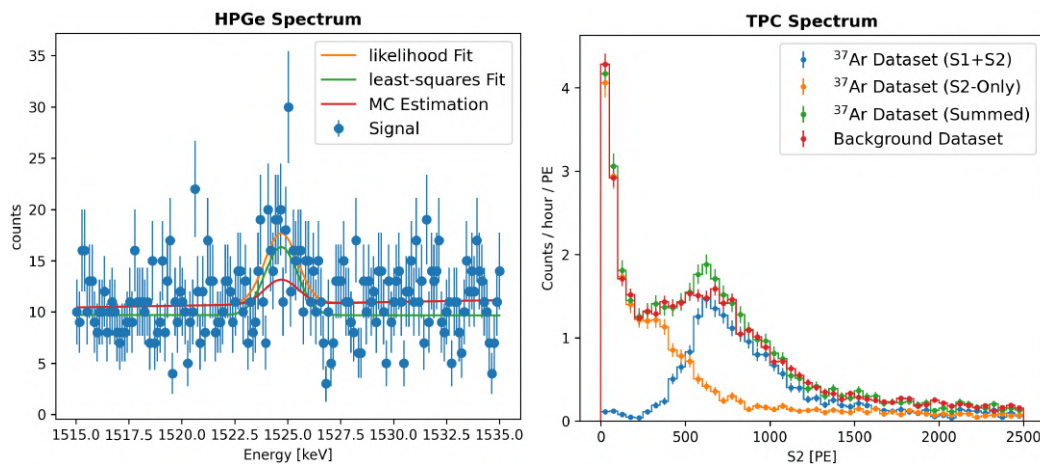 HPGe Spectrum
35
30
25
20
15
10
5
0
counts
likelihood Fit
least-squares Fit
MC Estimation
Signal
1515.0 1517.5 1520.0 1522.5 1525.0 1527.5 1530.0 1532.5 1535.0
Energy [keV]
TPC Spectrum
4
3
2
1
0
Counts / hour / PE
³⁷Ar Dataset (S1+S2)
³⁷Ar Dataset (S2-Only)
³⁷Ar Dataset (Summed)
Background Dataset
0 500 1000 1500 2000 2500
S2 [PE]